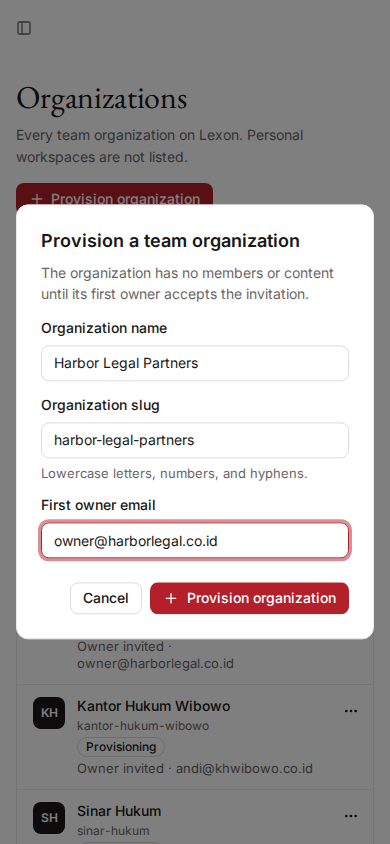 Organizations
Every team organization on Lexon. Personal
workspaces are not listed.
Provision organization
Provision a team organization
The organization has no members or content
until its first owner accepts the invitation.
Organization name
Harbor Legal Partners
Organization slug
harbor-legal-partners
Lowercase letters, numbers, and hyphens.
First owner email
owner@harborlegal.co.id
Cancel
Provision organization
Owner invited ·
owner@harborlegal.co.id
KH
Kantor Hukum Wibowo
kantor-hukum-wibowo
Provisioning
Owner invited · andi@khwibowo.co.id
SH
Sinar Hukum
sinar-hukum